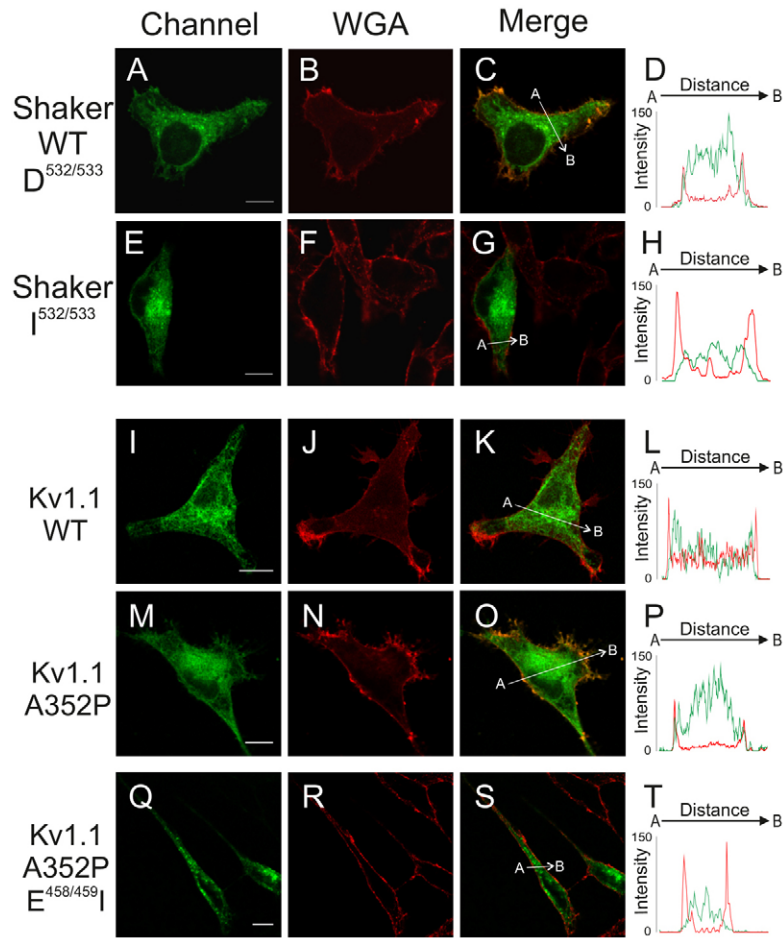 Channel WGA Merge
Shaker
WT
D532/533
A
B
C
A
B
D
A Distance B
150
Intensity
0
Shaker
I532/533
E
F
G
A
B
H
A Distance B
150
Intensity
0
Kv1.1
WT
I
J
K
A
B
L
A Distance B
150
Intensity
0
Kv1.1
A352P
M
N
O
A
B
P
A Distance B
150
Intensity
0
Kv1.1
A352P
E458/459I
Q
R
S
A
B
T
A Distance B
150
Intensity
0